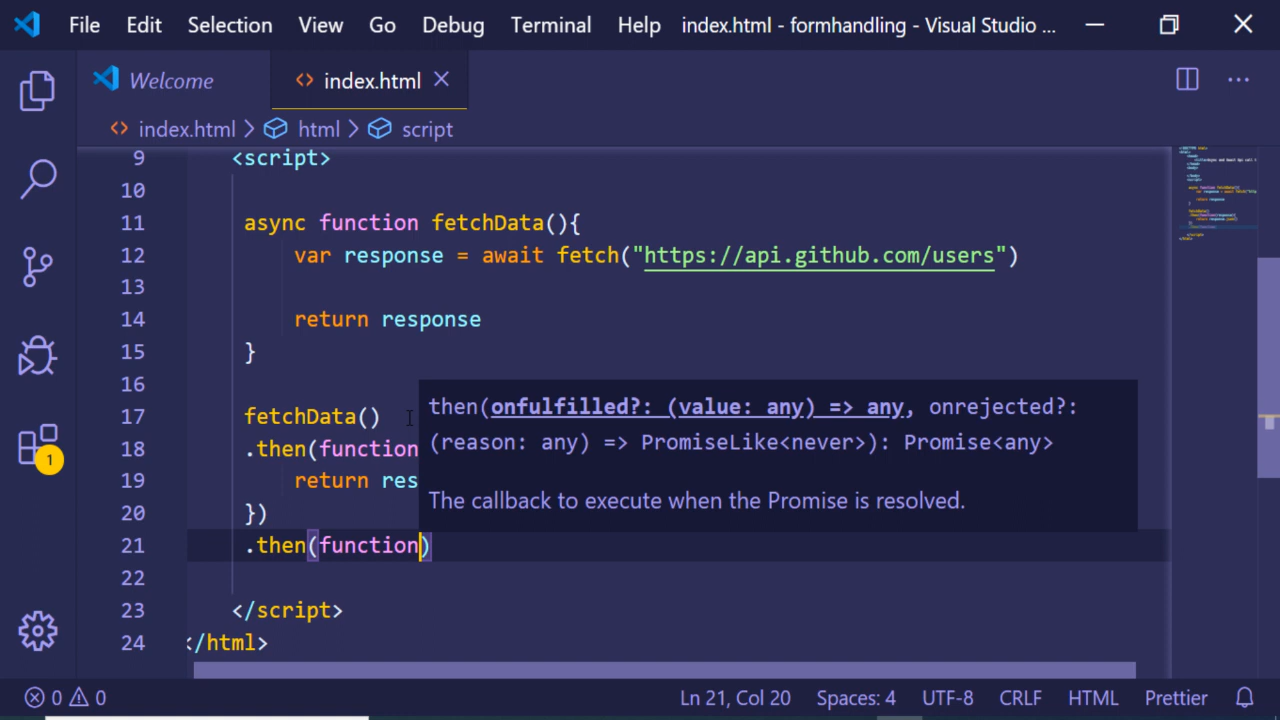 File Edit Selection View Go Debug Terminal Help index.html - formhandling - Visual Studio ...
Welcome index.html
index.html html script
9 <script>
10
11 async function fetchData(){
12 var response = await fetch("https://api.github.com/users")
13
14 return response
15 }
16
17 fetchData()
then(onfulfilled?: (value: any) => any, onrejected?:
(reason: any) => PromiseLike<never>): Promise<any>
The callback to execute when the Promise is resolved.
18 .then(function
19 return res
20 })
21 .then(function)
22
23 </script>
24 </html>
1
0 0 Ln 21, Col 20 Spaces: 4 UTF-8 CRLF HTML Prettier